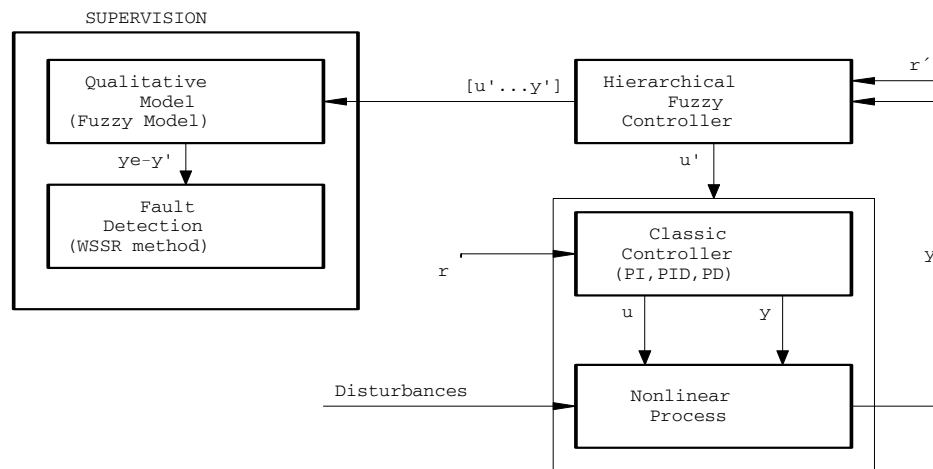 SUPERVISION
Qualitative
Model
(Fuzzy Model)
ye-y'
Fault
Detection
(WSSR method)
[u'...y']
Hierarchical
Fuzzy
Controller
r´
u'
Classic
Controller
(PI,PID,PD)
r
y
u
y
Disturbances
Nonlinear
Process